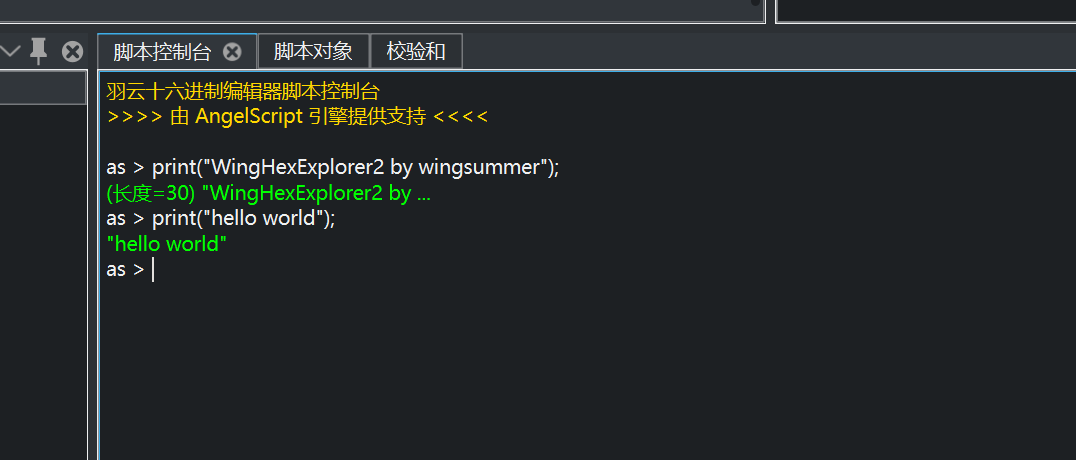 脚本控制台
脚本对象
校验和
羽云十六进制编辑器脚本控制台
>>>> 由 AngelScript 引擎提供支持 <<<<
as > print("WingHexExplorer2 by wingsummer");
(长度=30) "WingHexExplorer2 by ...
as > print("hello world");
"hello world"
as >